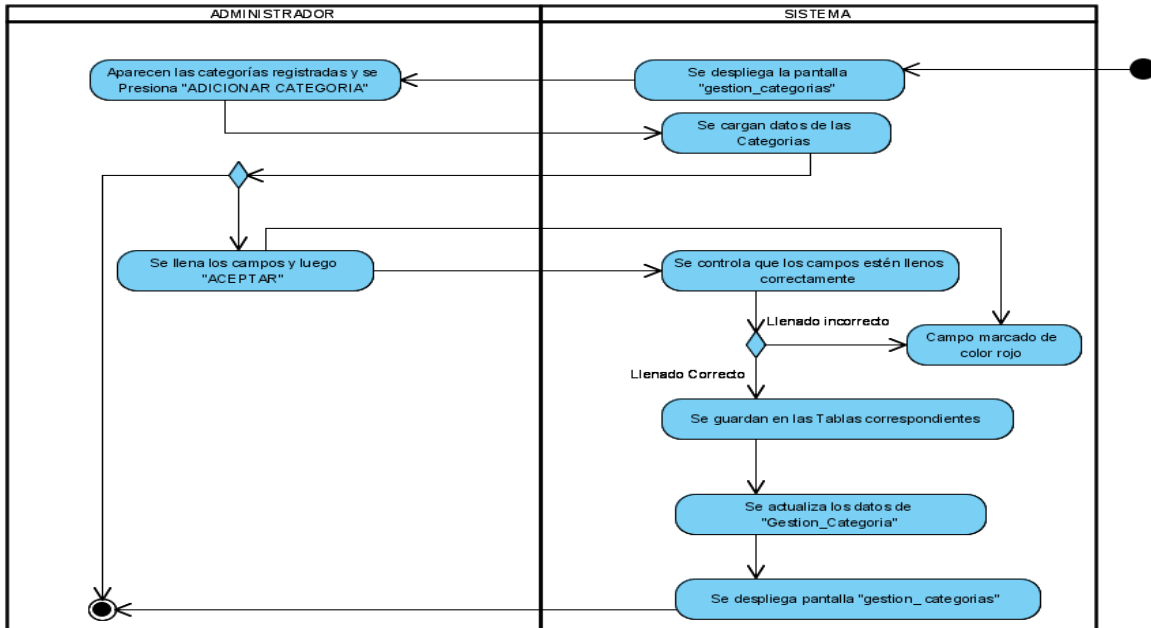 ADMINISTRADOR
SISTEMA
Aparecen las categorías registradas y se
Presiona "ADICIONAR CATEGORIA"
Se despliega la pantalla
"gestion_categorias"
Se cargan datos de las
Categorias
Se llena los campos y luego
"ACEPTAR"
Se controla que los campos estén llenos
correctamente
Llenado incorrecto
Campo marcado de
color rojo
Llenado Correcto
Se guardan en las Tablas correspondientes
Se actualiza los datos de
"Gestion_Categoria"
Se despliega pantalla "gestion_ categorias"